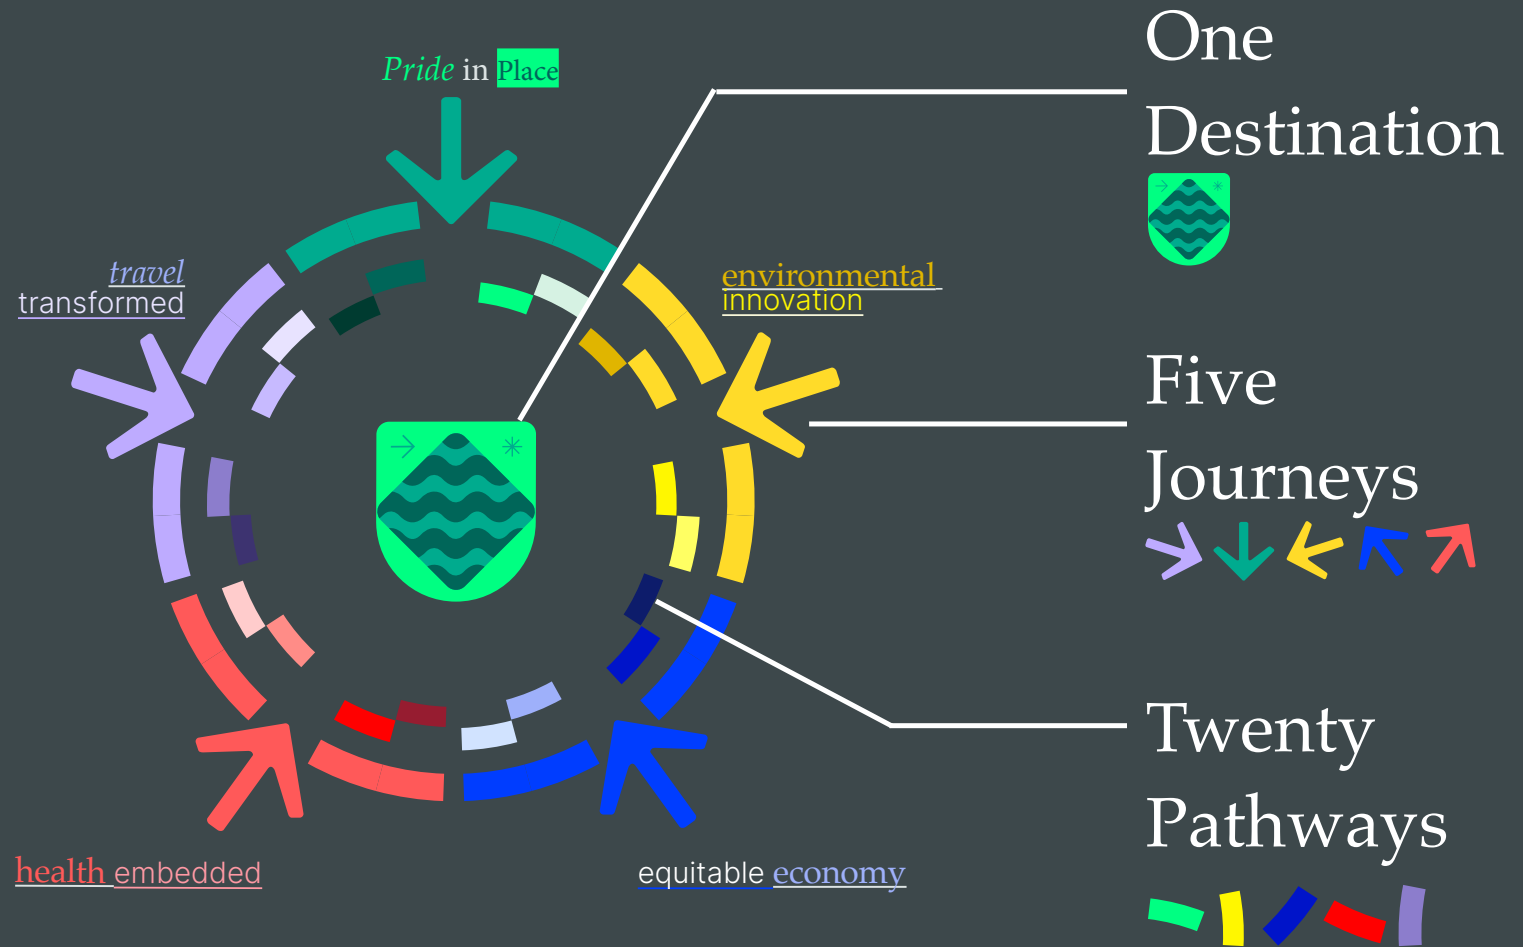 Pride in Place
travel
transformed
environmental
innovation
health embedded
equitable economy
One
Destination
Five
Journeys
Twenty
Pathways